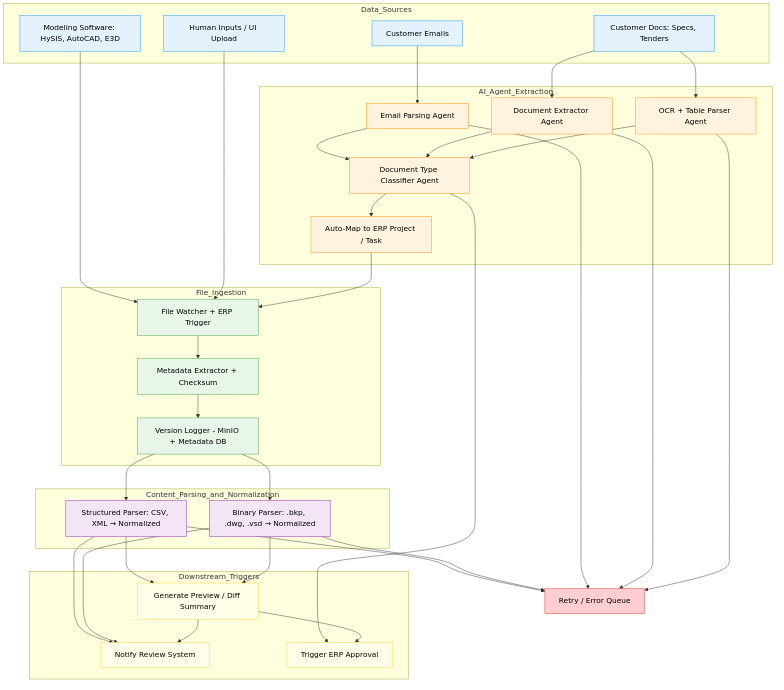 Data_Sources
Modeling Software:
HySIS, AutoCAD, E3D
Human Inputs / UI
Upload
Customer Emails
Customer Docs: Specs,
Tenders
AI_Agent_Extraction
Email Parsing Agent
Document Extractor
Agent
OCR + Table Parser
Agent
Document Type
Classifier Agent
Auto-Map to ERP Project
/ Task
File_Ingestion
File Watcher + ERP
Trigger
Metadata Extractor +
Checksum
Version Logger - MinIO
+ Metadata DB
Content_Parsing_and_Normalization
Structured Parser: CSV,
XML → Normalized
Binary Parser: .bkp,
.dwg, .vsd → Normalized
Downstream_Triggers
Generate Preview / Diff
Summary
Retry / Error Queue
Notify Review System
Trigger ERP Approval